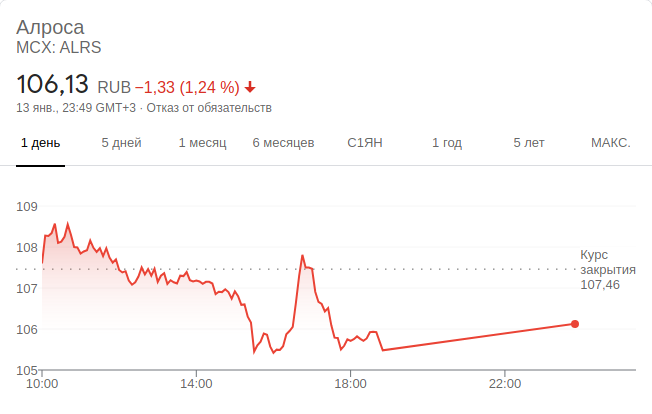 Алроса
MCX: ALRS
106,13 RUB −1,33 (1,24 %)
13 янв., 23:49 GMT+3 · Отказ от обязательств
1 день 5 дней 1 месяц 6 месяцев С1ЯН 1 год 5 лет МАКС.
109
108
107
106
105
Курс
закрытия
107,46
10:00 14:00 18:00 22:00